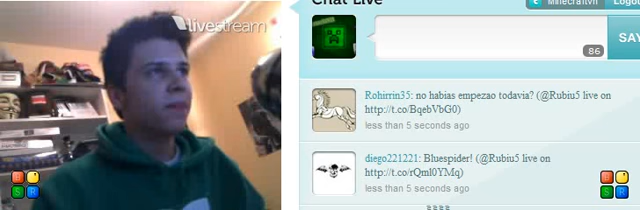 livestream
Chat Live
Minecraftvn
Logou
SAY
86
Rohirrin35: no habias empezao todavia? (@Rubiu5 live on
http://t.co/BqebVbG0)
less than 5 seconds ago
diego221221: Bluespider! (@Rubiu5 live on
http://t.co/rQml0YMq)
less than 5 seconds ago
B
S R
B
S R